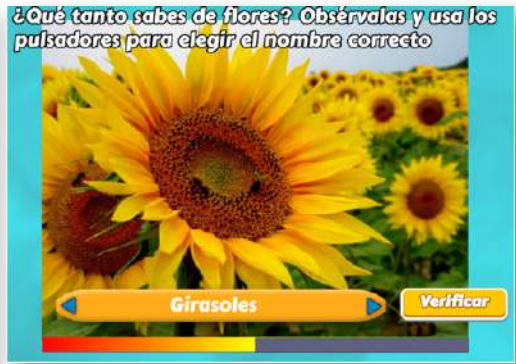 ¿Qué tanto sabes de flores? Obsérvalas y usa los
pulsadores para elegir el nombre correcto
Girasoles
Verificar